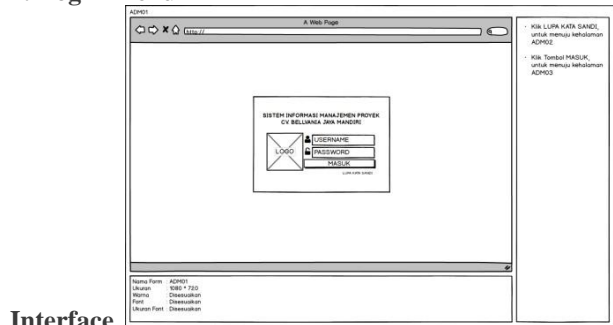 ADM01
A Web Page
http://
SISTEM INFORMASI MANAJEMEN PROYEK
CV. BELLVANIA JAYA MANDIRI
LOGO
USERNAME
PASSWORD
MASUK
LUPA KATA SANDI
- Klik LUPA KATA SANDI,
untuk menuju kehalaman
ADM02
- Klik Tombol MASUK,
untuk menuju kehalaman
ADM03
Nama Form : ADM01
Ukuran : 1080 * 720
Warna : Disesuaikan
Font : Disesuaikan
Ukuran Font : Disesuaikan
Interface